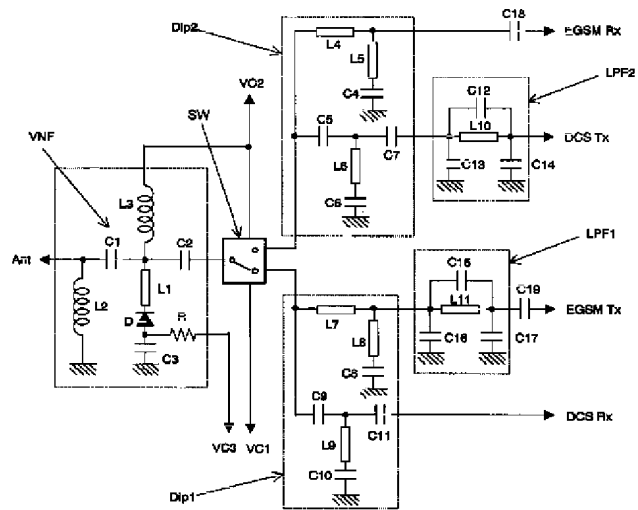 Dip2
L4
C18
EGSM Rx
L5
LPF2
VC2
C4
C12
SW
C5
L10
DCS Tx
VNF
C7
L6
C13
C14
L3
C6
C1
C2
LPF1
C15
Ant
L1
C19
L2
L11
EGSM Tx
D
R
L7
L8
C16
C17
C3
C8
C9
DCS Rx
C11
VC3
VC1
L9
C10
Dip1